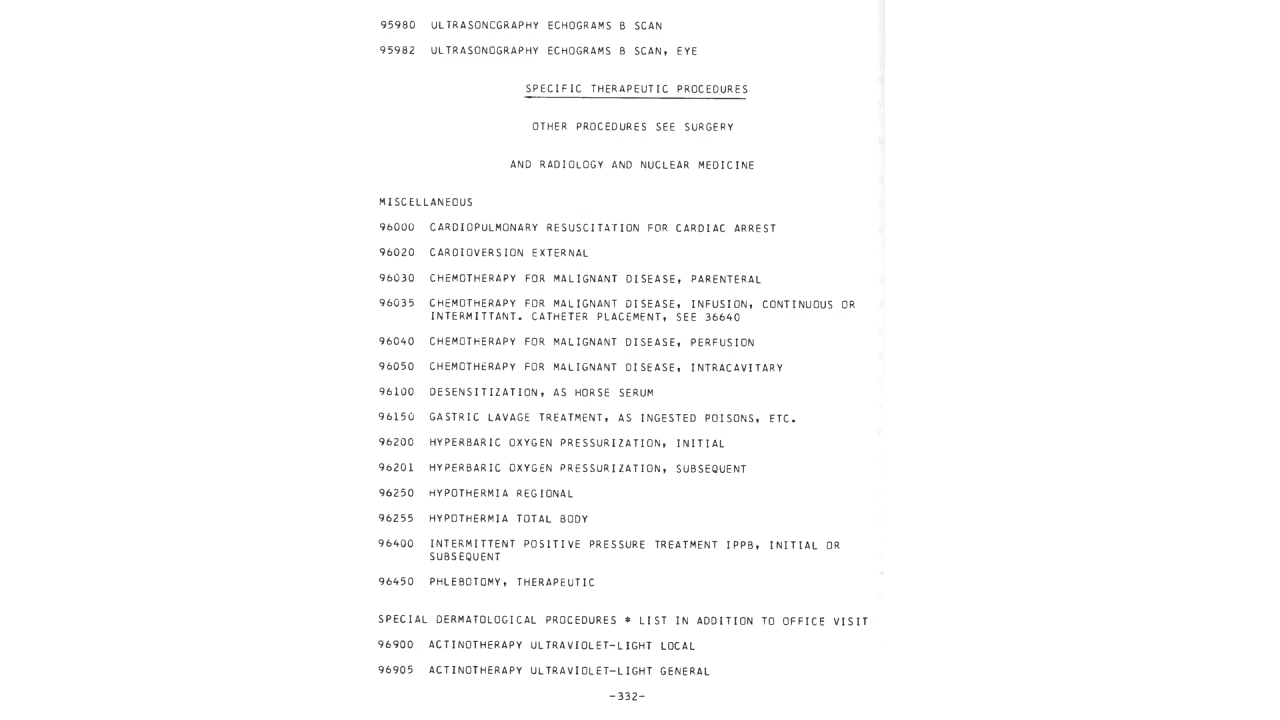 95980 ULTRASONCGRAPHY ECHOGRAMS B SCAN
95982 ULTRASONOGRAPHY ECHOGRAMS B SCAN, EYE
SPECIFIC THERAPEUTIC PROCEDURES
OTHER PROCEDURES SEE SURGERY
AND RADIOLOGY AND NUCLEAR MEDICINE
MISCELLANEOUS
96000 CARDIOPULMONARY RESUSCITATION FOR CARDIAC ARREST
96020 CARDIOVERSION EXTERNAL
96030 CHEMOTHERAPY FOR MALIGNANT DISEASE, PARENTERAL
96035 CHEMOTHERAPY FOR MALIGNANT DISEASE, INFUSION, CONTINUOUS OR
INTERMITTANT. CATHETER PLACEMENT, SEE 36640
96040 CHEMOTHERAPY FOR MALIGNANT DISEASE, PERFUSION
96050 CHEMOTHERAPY FOR MALIGNANT DISEASE, INTRACAVITARY
96100 DESENSITIZATION, AS HORSE SERUM
96150 GASTRIC LAVAGE TREATMENT, AS INGESTED POISONS, ETC.
96200 HYPERBARIC OXYGEN PRESSURIZATION, INITIAL
96201 HYPERBARIC OXYGEN PRESSURIZATION, SUBSEQUENT
96250 HYPOTHERMIA REGIONAL
96255 HYPOTHERMIA TOTAL BODY
96400 INTERMITTENT POSITIVE PRESSURE TREATMENT IPPB, INITIAL OR
SUBSEQUENT
96450 PHLEBOTOMY, THERAPEUTIC
SPECIAL DERMATOLOGICAL PROCEDURES * LIST IN ADDITION TO OFFICE VISIT
96900 ACTINOTHERAPY ULTRAVIOLET-LIGHT LOCAL
96905 ACTINOTHERAPY ULTRAVIOLET-LIGHT GENERAL
-332-